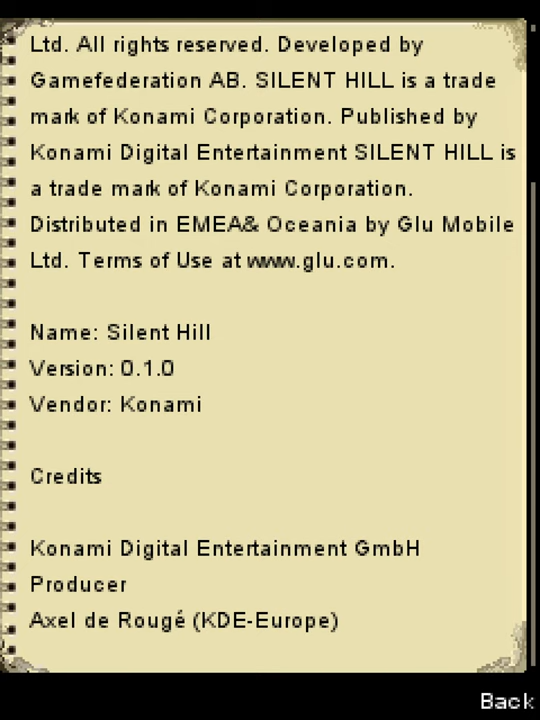 Ltd. All rights reserved. Developed by
Gamefederation AB. SILENT HILL is a trade
mark of Konami Corporation. Published by
Konami Digital Entertainment SILENT HILL is
a trade mark of Konami Corporation.
Distributed in EMEA& Oceania by Glu Mobile
Ltd. Terms of Use at www.glu.com.
Name: Silent Hill
Version: 0.1.0
Vendor: Konami
Credits
Konami Digital Entertainment GmbH
Producer
Axel de Rougé (KDE-Europe)
Back